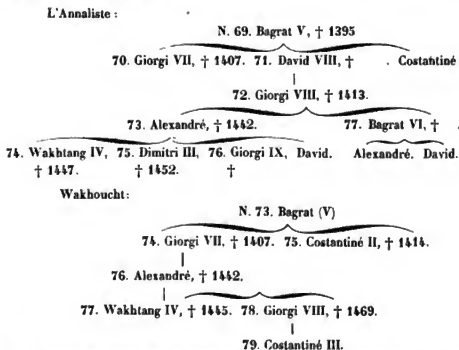 L'Annaliste :
N. 69. Bagrat V, † 1395
70. Giorgi VII, † 1407. 71. David VIII, † . Costantiné
72. Giorgi VIII, † 1413.
73. Alexandré, † 1442. 77. Bagrat VI, † .
74. Wakhtang IV, 75. Dimitri III, 76. Giorgi IX, David. Alexandré. David.
† 1447. † 1452. †
Wakhoucht:
N. 73. Bagrat (V)
74. Giorgi VII, † 1407. 75. Costantiné II, † 1414.
76. Alexandré, † 1442.
77. Wakhtang IV, † 1445. 78. Giorgi VIII, † 1469.
79. Costantiné III.